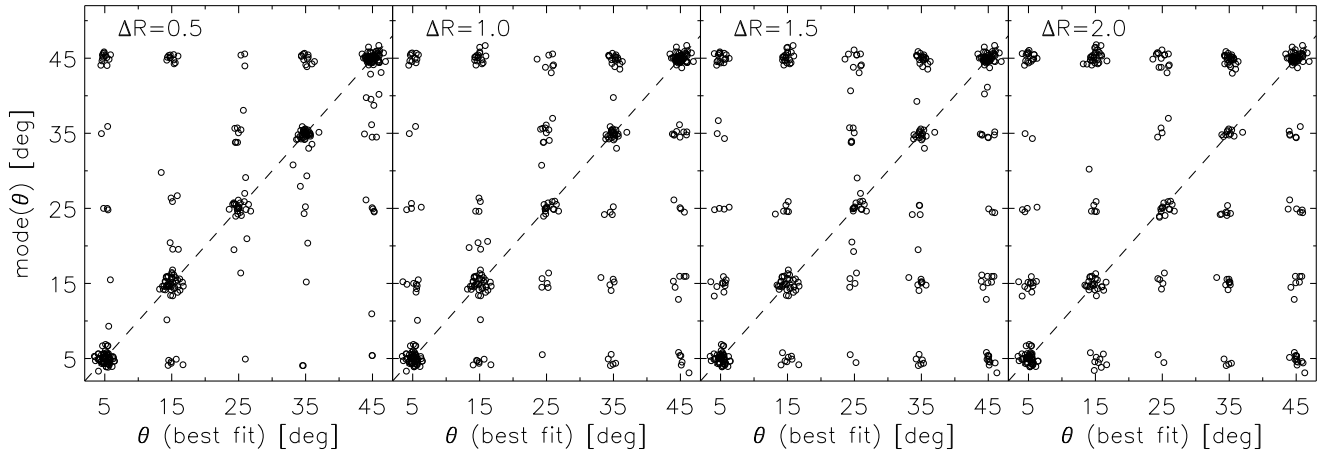 ΔR=0.5 ΔR=1.0 ΔR=1.5 ΔR=2.0
45
35
25
15
5
mode(θ) [deg]
5 15 25 35 45 5 15 25 35 45 5 15 25 35 45 5 15 25 35 45
θ (best fit) [deg] θ (best fit) [deg] θ (best fit) [deg] θ (best fit) [deg]